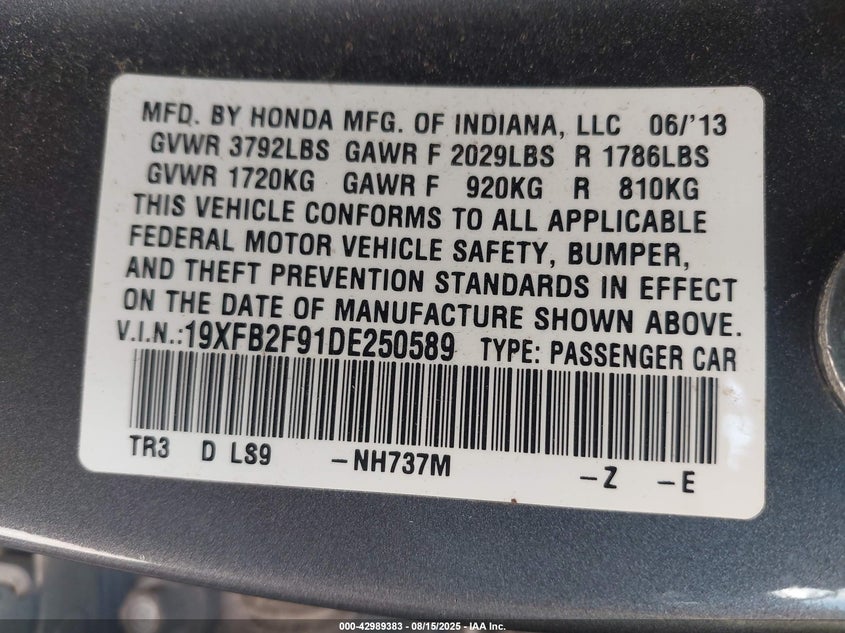 MFD. BY HONDA MFG. OF INDIANA, LLC 06/'13
GVWR 3792LBS GAWR F 2029LBS R 1786LBS
GVWR 1720KG GAWR F 920KG R 810KG
THIS VEHICLE CONFORMS TO ALL APPLICABLE
FEDERAL MOTOR VEHICLE SAFETY, BUMPER,
AND THEFT PREVENTION STANDARDS IN EFFECT
ON THE DATE OF MANUFACTURE SHOWN ABOVE.
V.I.N.:19XFB2F91DE250589 TYPE: PASSENGER CAR
TR3 D LS9 -NH737M -Z -E
000-42989383 - 08/15/2025 - IAA Inc.